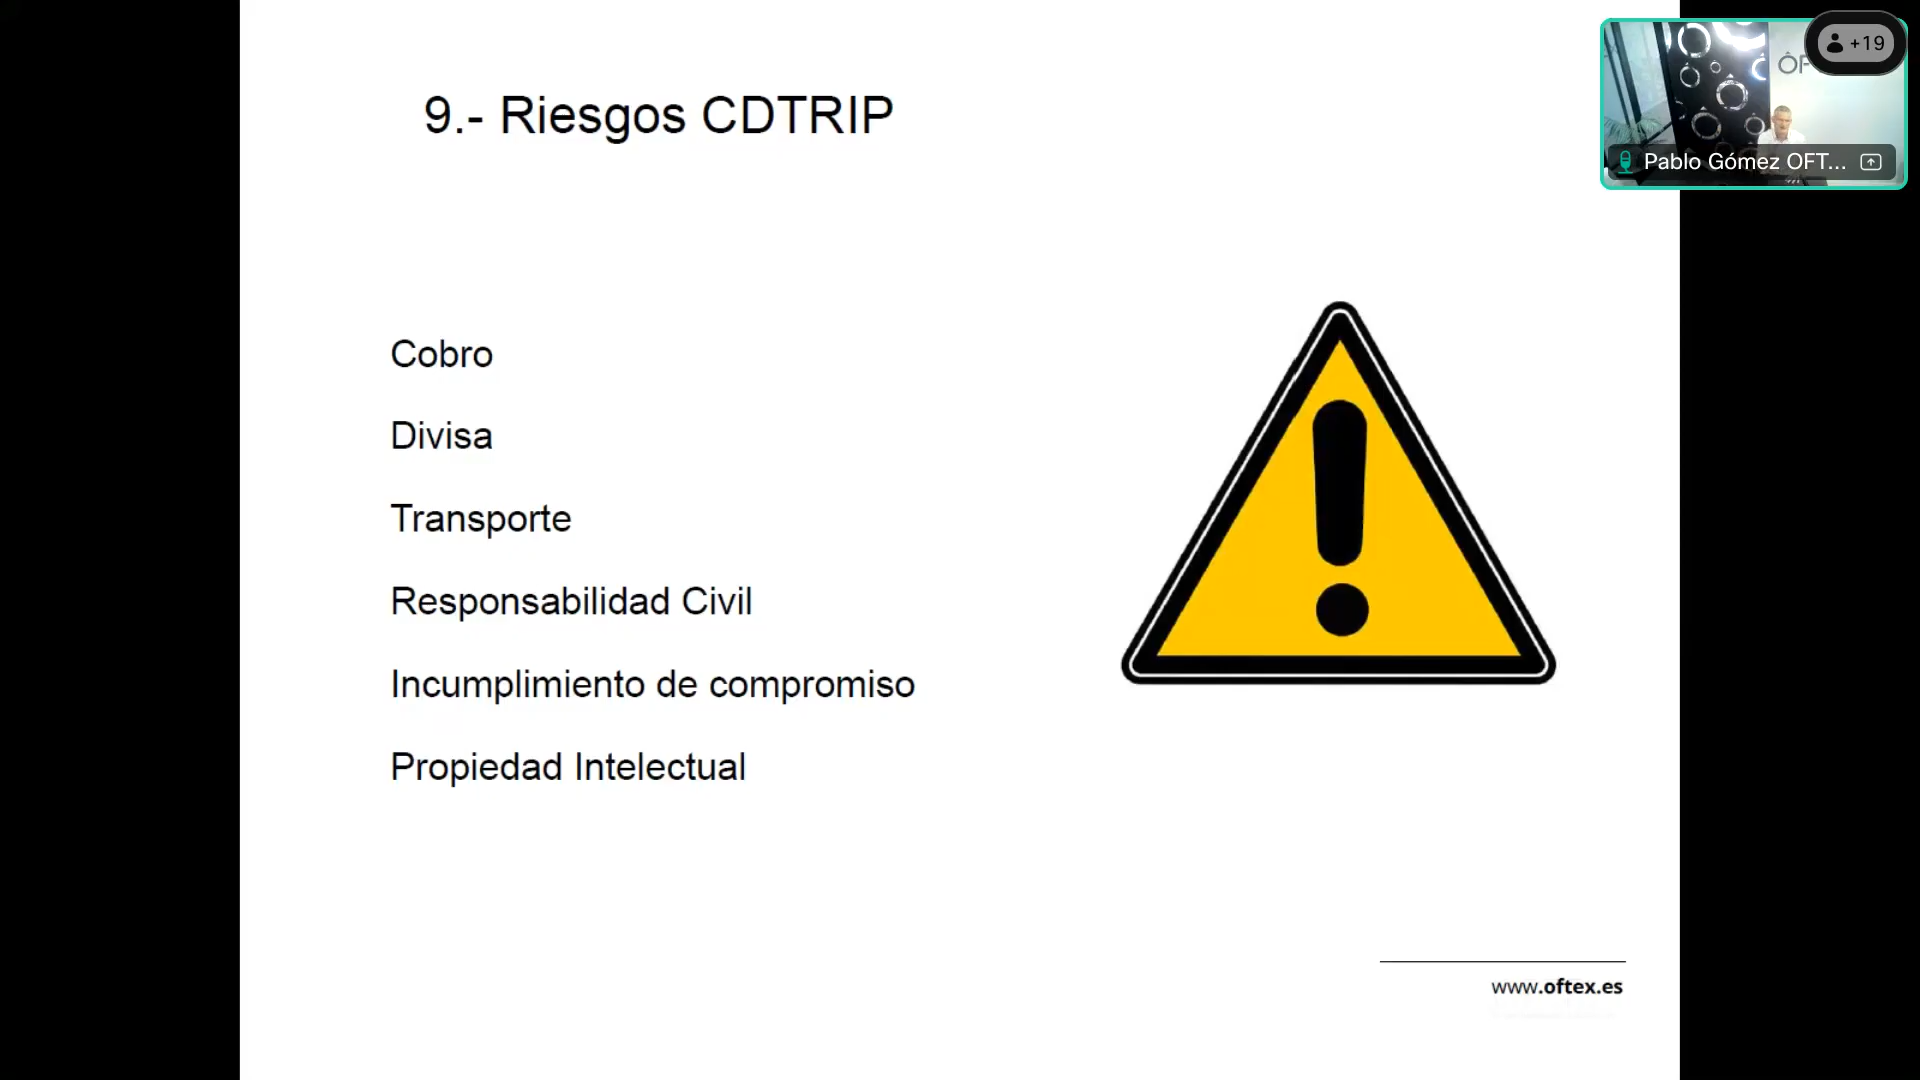 9.- Riesgos CDTRIP
+19
Pablo Gómez OFT...
Cobro
Divisa
Transporte
Responsabilidad Civil
Incumplimiento de compromiso
Propiedad Intelectual
www.oftex.es